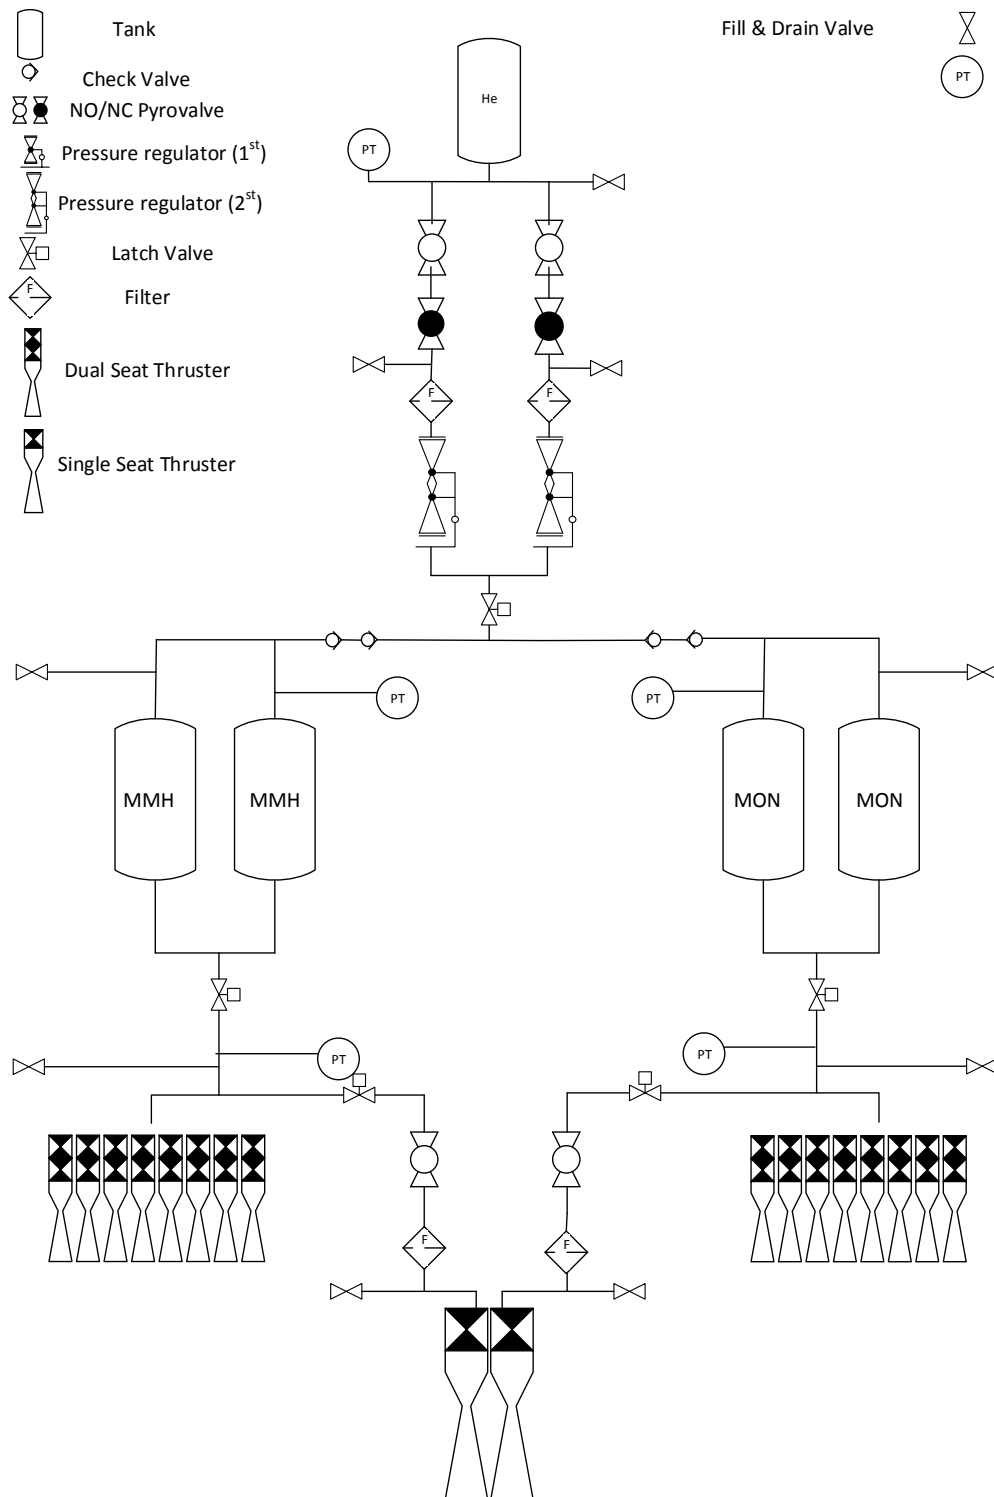 Tank
Fill & Drain Valve
Check Valve
PT
He
NO/NC Pyrovalve
PT
Pressure regulator (1st)
Pressure regulator (2st)
Latch Valve
F
Filter
Dual Seat Thruster
F
F
Single Seat Thruster
PT
PT
MMH
MMH
MON
MON
PT
PT
F
F